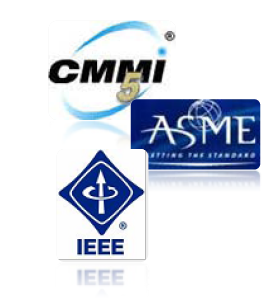 CMMI®
5
ASME
SETTING THE STANDARD
®
IEEE